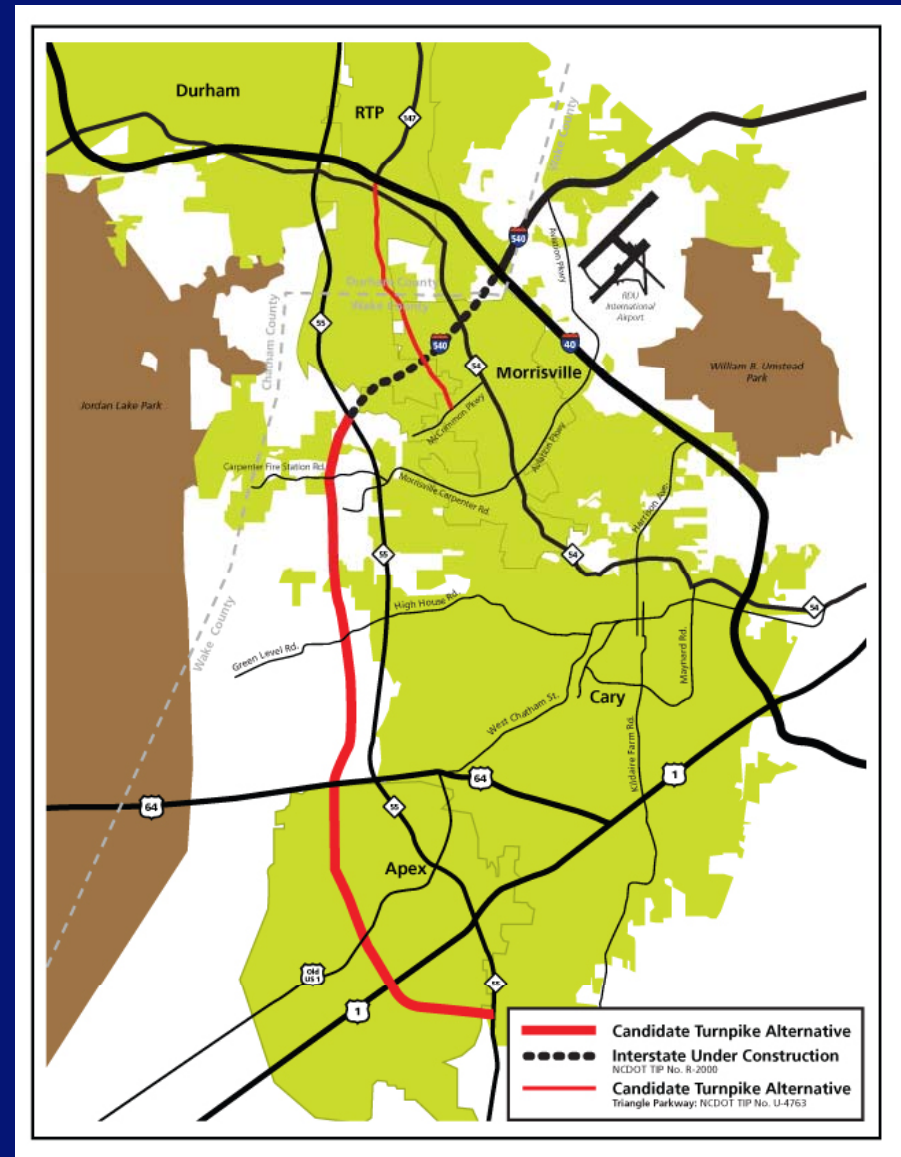 Durham
RTP
147
Wake County
540
Aviation Pkwy
RDU
International
Airport
Durham County
Wake County
Chatham County
55
540
40
54
Morrisville
William B. Umstead
Park
Jordan Lake Park
McCommon Pkwy
Aviation Pkwy
Carpenter Fire Station Rd.
Morrisville Carpenter Rd.
Harrison Ave.
55
54
54
High House Rd.
Wake County
Green Level Rd.
Maynard Rd.
Cary
West Chatham St.
Kildaire Farm Rd.
64
1
64
55
Apex
Old
US 1
55
1
Candidate Turnpike Alternative
Interstate Under Construction
NCDOT TIP No. R-2000
Candidate Turnpike Alternative
Triangle Parkway: NCDOT TIP No. U-4763